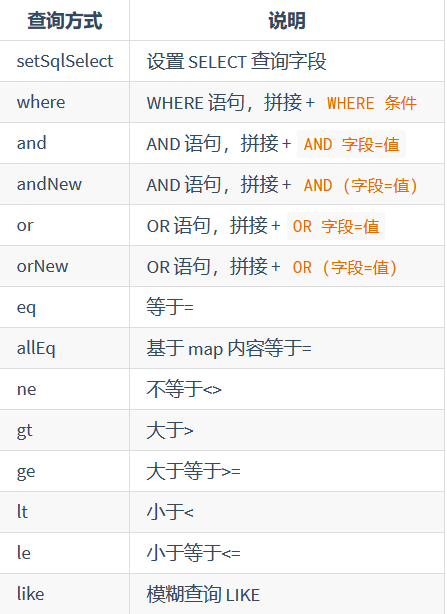 查询方式 说明
setSqlSelect 设置 SELECT 查询字段
where WHERE 语句，拼接 + WHERE 条件
and AND 语句，拼接 + AND 字段=值
andNew AND 语句，拼接 + AND (字段=值)
or OR 语句，拼接 + OR 字段=值
orNew OR 语句，拼接 + OR (字段=值)
eq 等于=
allEq 基于 map 内容等于=
ne 不等于<>
gt 大于>
ge 大于等于>=
lt 小于<
le 小于等于<=
like 模糊查询 LIKE